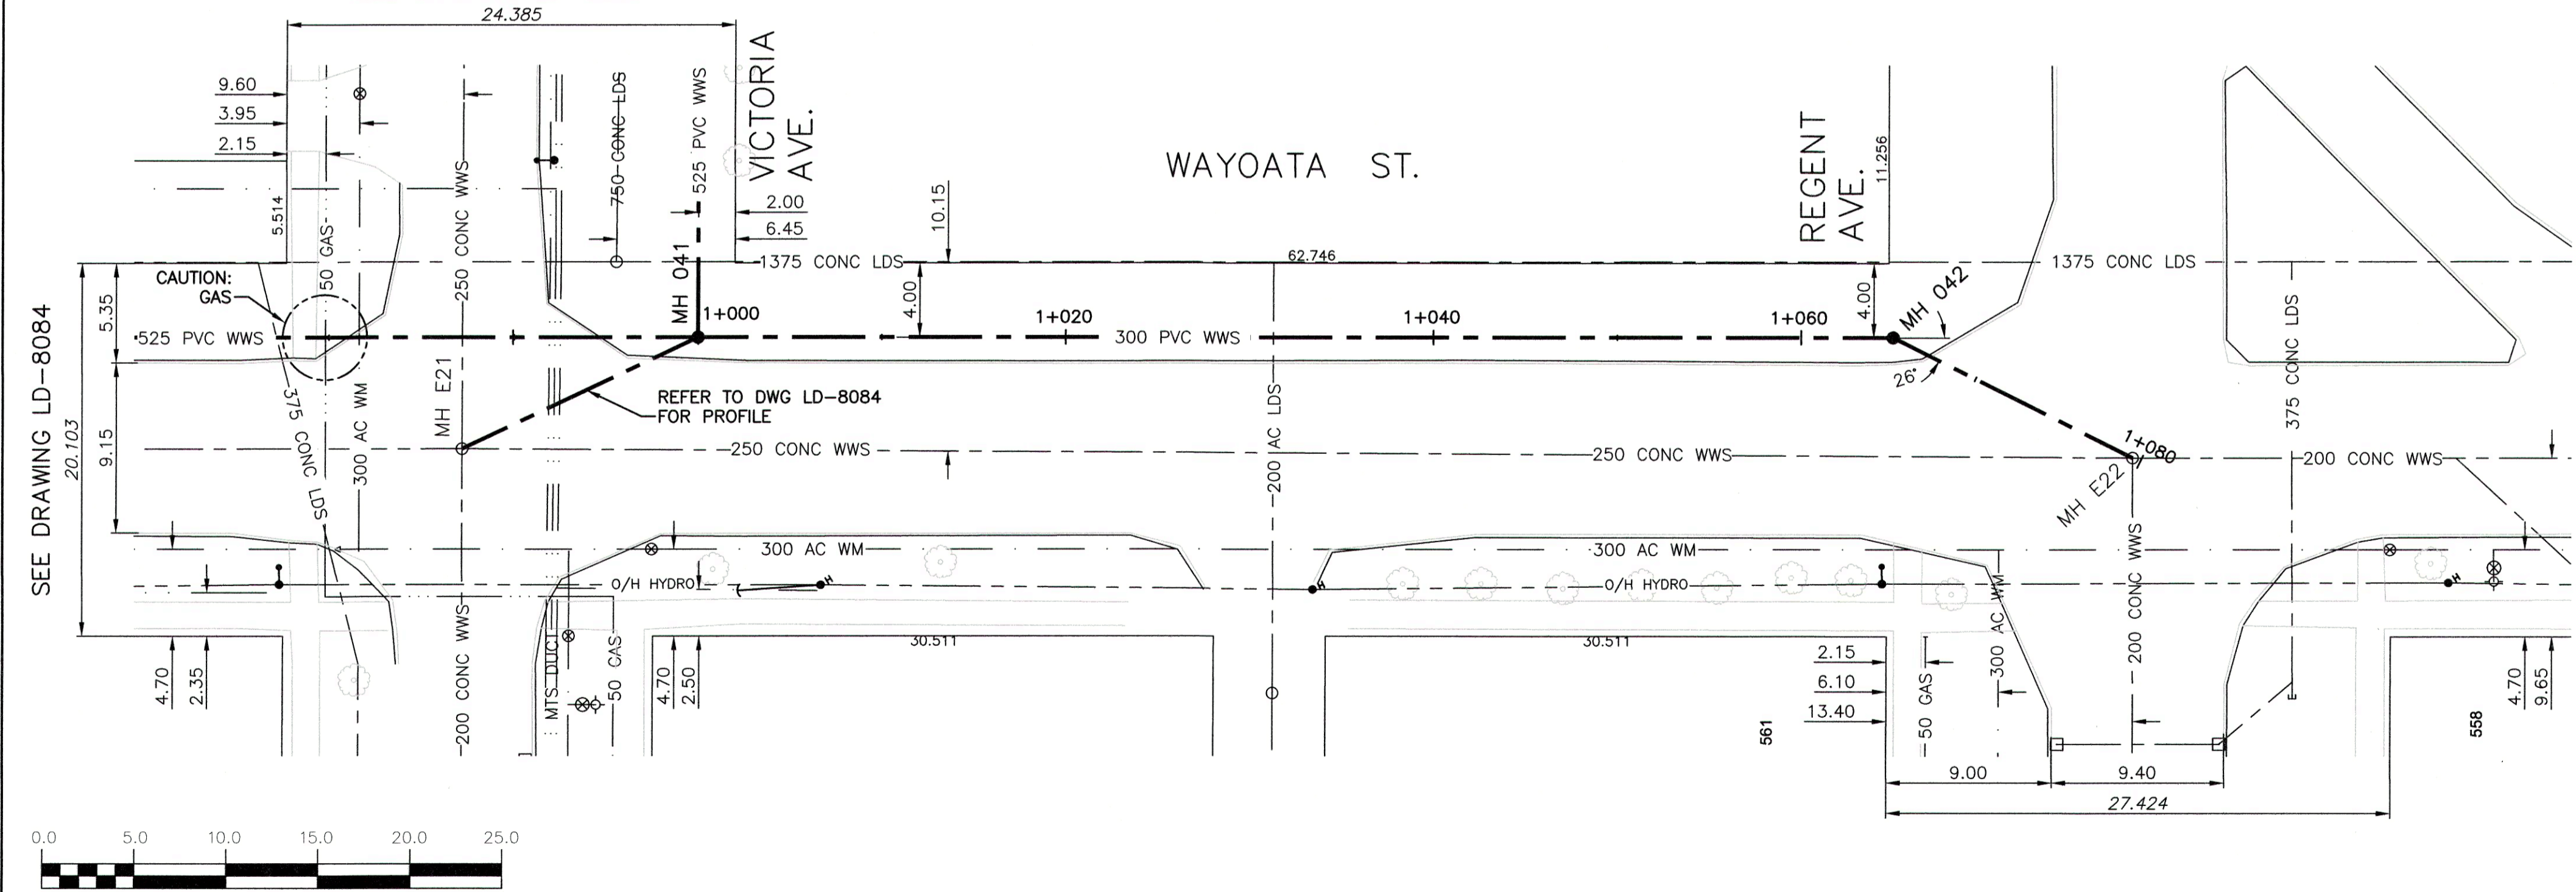 24.385
9.60
3.95
2.15
5.514
50 GAS
250 CONC WWS
750 CONC LDS
525 PVC WWS
VICTORIA
AVE.
2.00
6.45
10.15
WAYOATA ST.
REGENT
AVE.
11.256
CAUTION:
GAS
5.35
525 PVC WWS
MH 041
1+000
1375 CONC LDS
4.00
62.746
1+020
300 PVC WWS
1+040
1+060
4.00
MH 042
26°
1375 CONC LDS
375 CONC LDS
SEE DRAWING LD-8084
20.103
9.15
375 CONC LDS
300 AC WM
MH E21
REFER TO DWG LD-8084
FOR PROFILE
250 CONC WWS
200 AC LDS
250 CONC WWS
1+080
MH E22
200 CONC WWS
300 AC WM
300 AC WM
O/H HYDRO
H
H
O/H HYDRO
H
4.70
2.35
200 CONC WWS
MTS DUCT
50 GAS
4.70
2.50
30.511
30.511
2.15
6.10
13.40
561
50 GAS
300 AC WM
200 CONC WWS
558
4.70
9.65
9.00
9.40
27.424
0.0 5.0 10.0 15.0 20.0 25.0